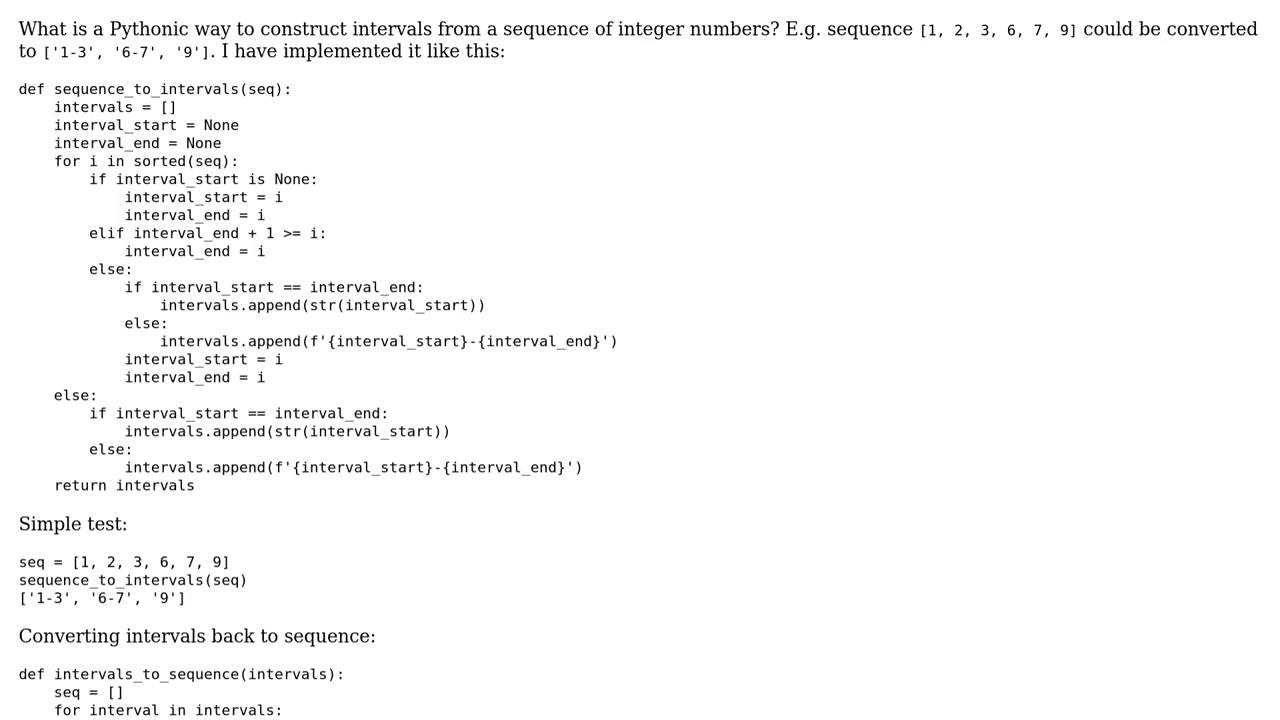 What is a Pythonic way to construct intervals from a sequence of integer numbers? E.g. sequence [1, 2, 3, 6, 7, 9] could be converted
to ['1-3', '6-7', '9']. I have implemented it like this:
def sequence_to_intervals(seq):
    intervals = []
    interval_start = None
    interval_end = None
    for i in sorted(seq):
        if interval_start is None:
            interval_start = i
            interval_end = i
        elif interval_end + 1 >= i:
            interval_end = i
        else:
            if interval_start == interval_end:
                intervals.append(str(interval_start))
            else:
                intervals.append(f'{interval_start}-{interval_end}')
            interval_start = i
            interval_end = i
    else:
        if interval_start == interval_end:
            intervals.append(str(interval_start))
        else:
            intervals.append(f'{interval_start}-{interval_end}')
    return intervals
Simple test:
seq = [1, 2, 3, 6, 7, 9]
sequence_to_intervals(seq)
['1-3', '6-7', '9']
Converting intervals back to sequence:
def intervals_to_sequence(intervals):
    seq = []
    for interval in intervals: